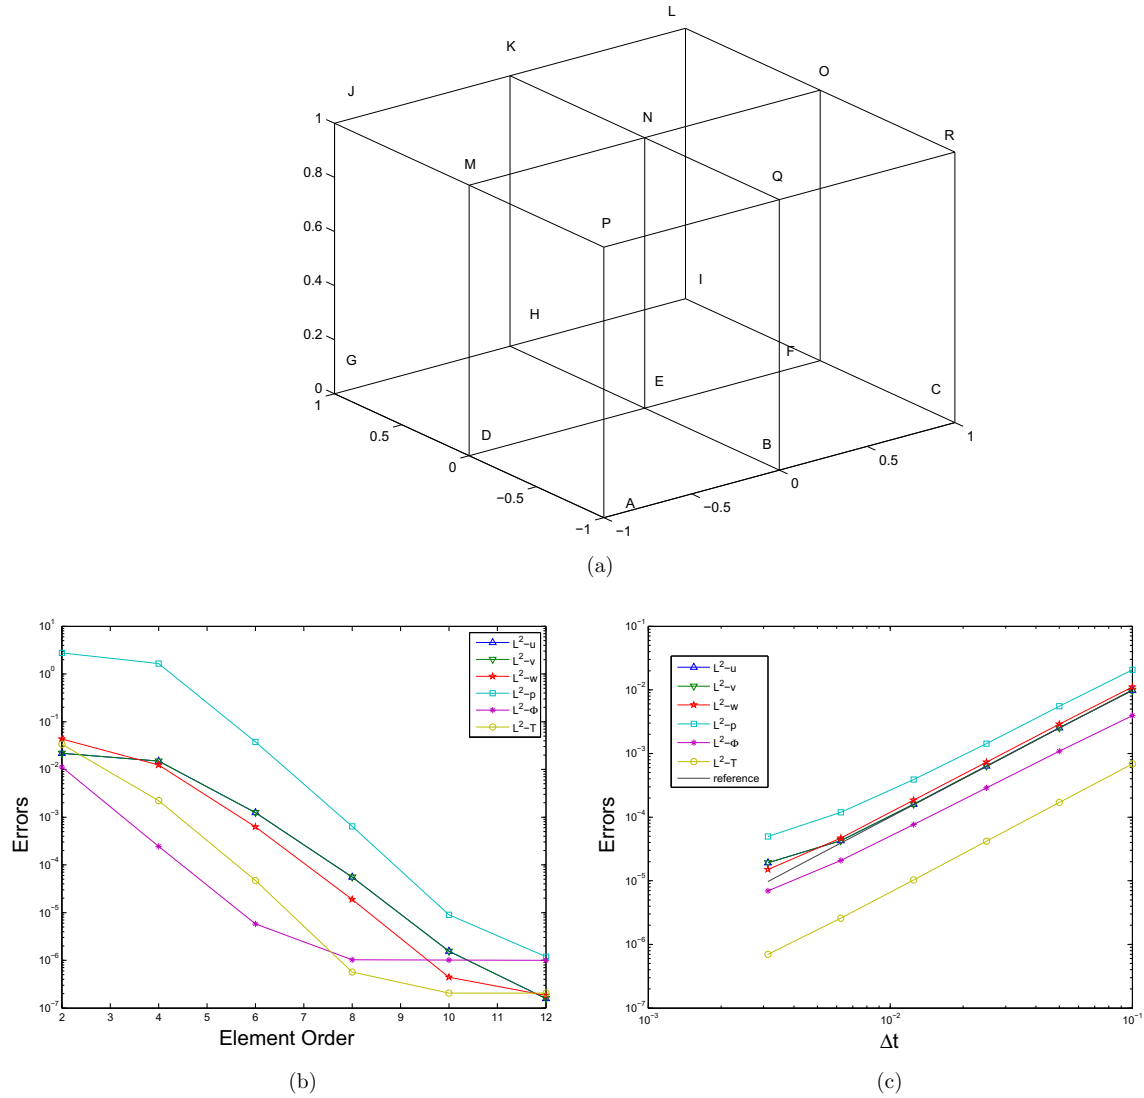 L
K
O
J
N
R
M
Q
P
1
0.8
0.6
0.4
0.2
0
I
H
F
G
E
C
D
B
A
1
0.5
0
−0.5
−1
−1
−0.5
0
0.5
1
(a)
10^1
10^0
10^−1
10^−2
10^−3
10^−4
10^−5
10^−6
10^−7
Errors
2 3 4 5 6 7 8 9 10 11 12
Element Order
L^2−u
L^2−v
L^2−w
L^2−p
L^2−Φ
L^2−T
(b)
10^−1
10^−2
10^−3
10^−4
10^−5
10^−6
10^−7
Errors
10^−3 10^−2 10^−1
Δt
L^2−u
L^2−v
L^2−w
L^2−p
L^2−Φ
L^2−T
reference
(c)